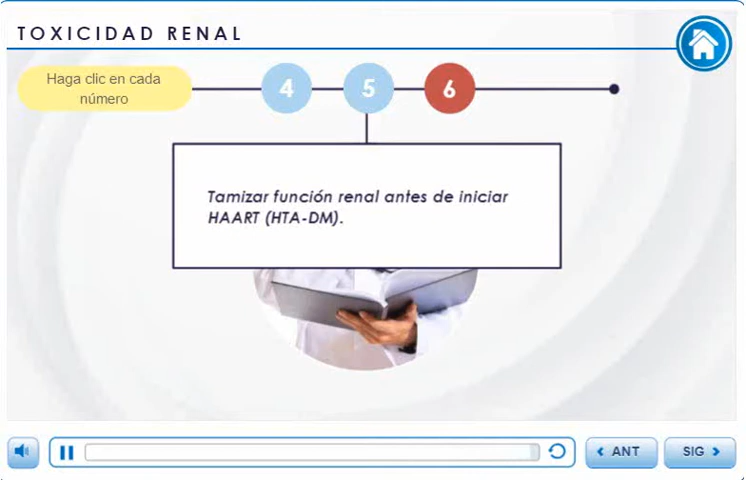 TOXICIDAD RENAL
Haga clic en cada
número
4 5 6
Tamizar función renal antes de iniciar
HAART (HTA-DM).
ANT
SIG